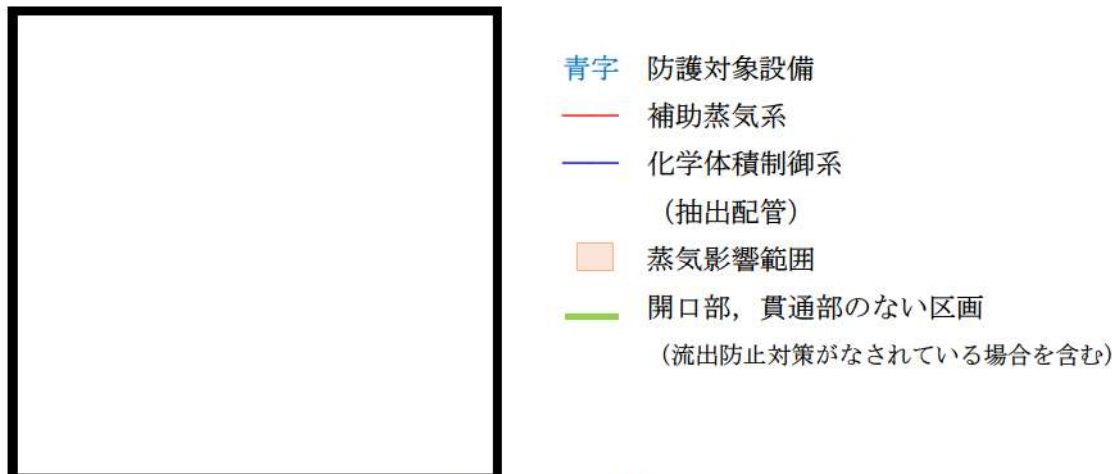 青字 防護対象設備
補助蒸気系
化学体積制御系
（抽出配管）
蒸気影響範囲
開口部，貫通部のない区画
（流出防止対策がなされている場合を含む）